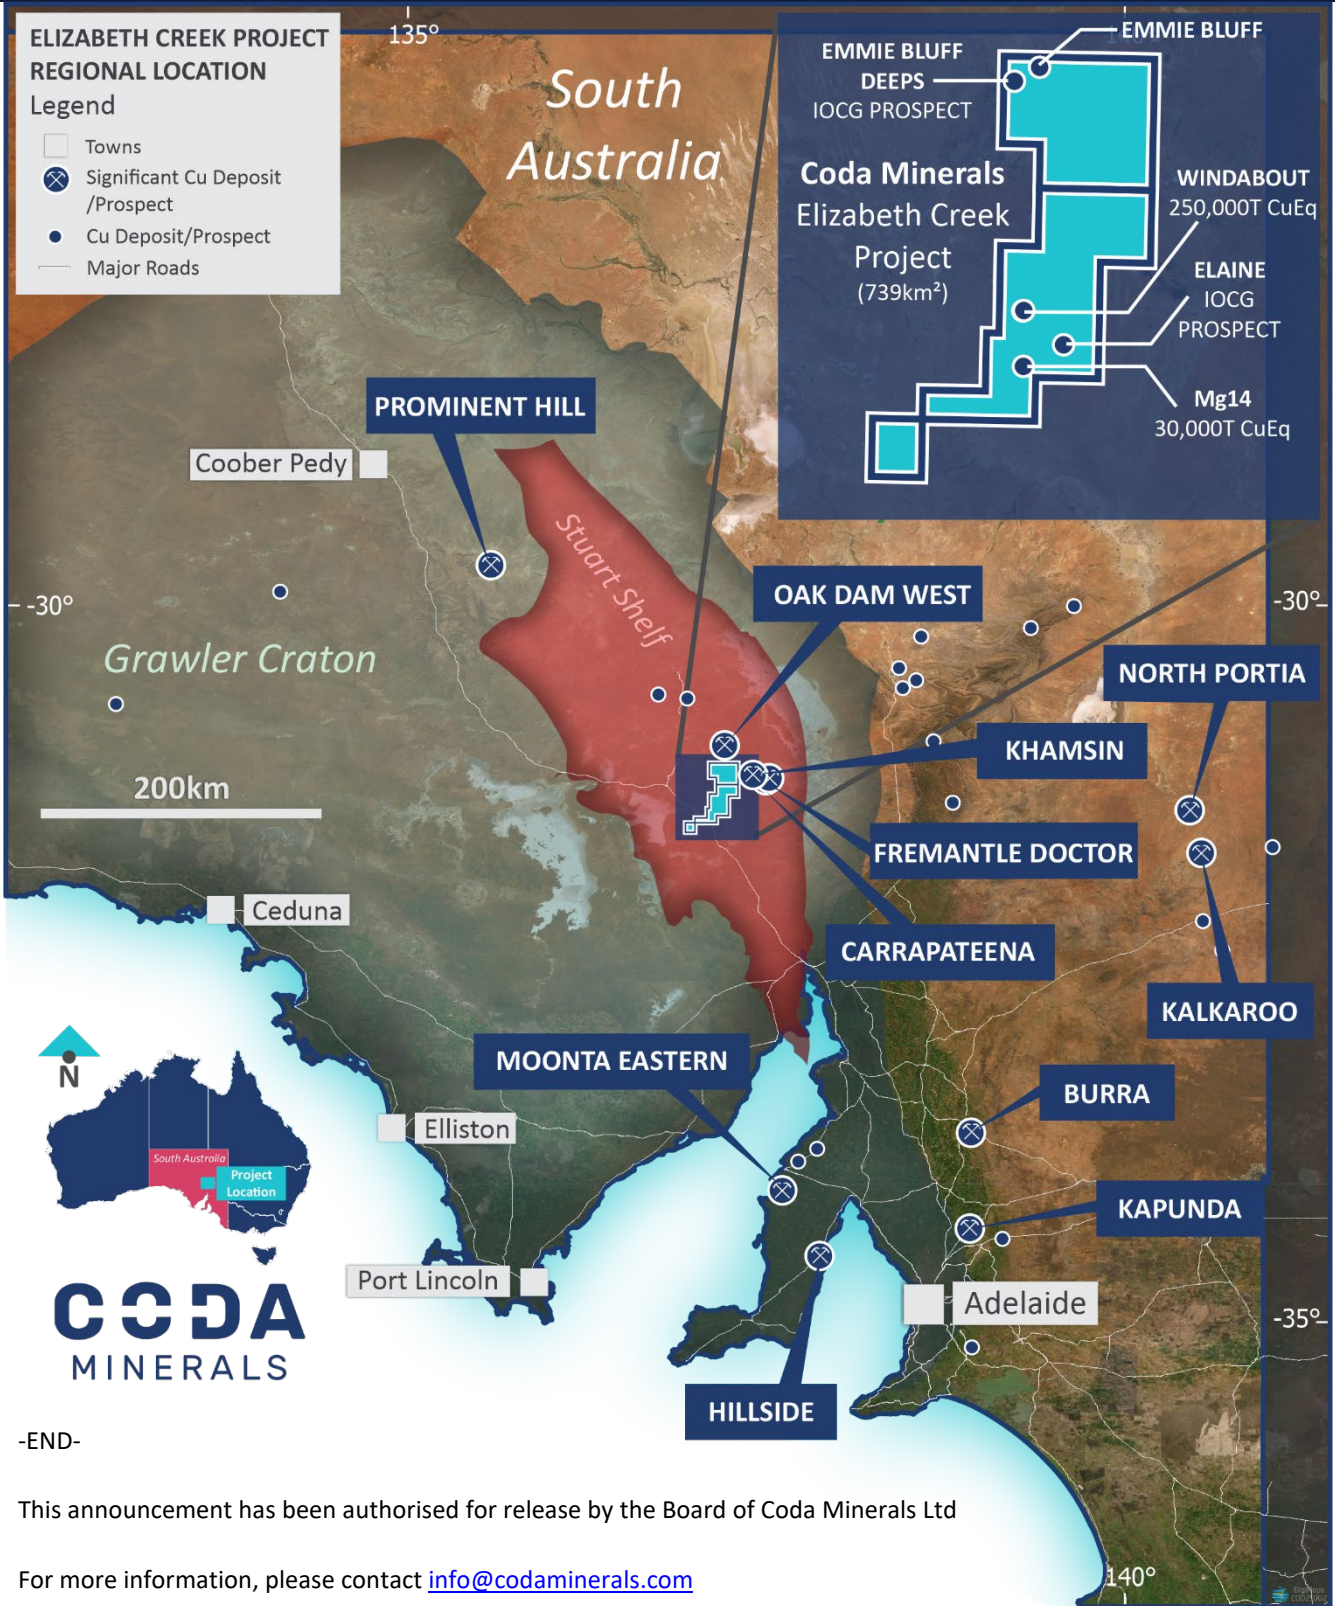 ELIZABETH CREEK PROJECT
REGIONAL LOCATION
Legend
Towns
Significant Cu Deposit
/Prospect
Cu Deposit/Prospect
Major Roads
135°
South
Australia
EMMIE BLUFF
EMMIE BLUFF
DEEPS
IOCG PROSPECT
Coda Minerals
Elizabeth Creek
Project
(739km²)
WINDABOUT
250,000T CuEq
ELAINE
IOCG
PROSPECT
Mg14
30,000T CuEq
PROMINENT HILL
Coober Pedy
Stuart Shelf
OAK DAM WEST
-30°
-30°
Grawler Craton
NORTH PORTIA
KHAMSIN
200km
FREMANTLE DOCTOR
Ceduna
CARRAPATEENA
KALKAROO
MOONTA EASTERN
N
BURRA
Elliston
South Australia
Project
Location
KAPUNDA
Port Lincoln
Adelaide
-35°
CODA
MINERALS
HILLSIDE
-END-
This announcement has been authorised for release by the Board of Coda Minerals Ltd
For more information, please contact info@codaminerals.com
140°